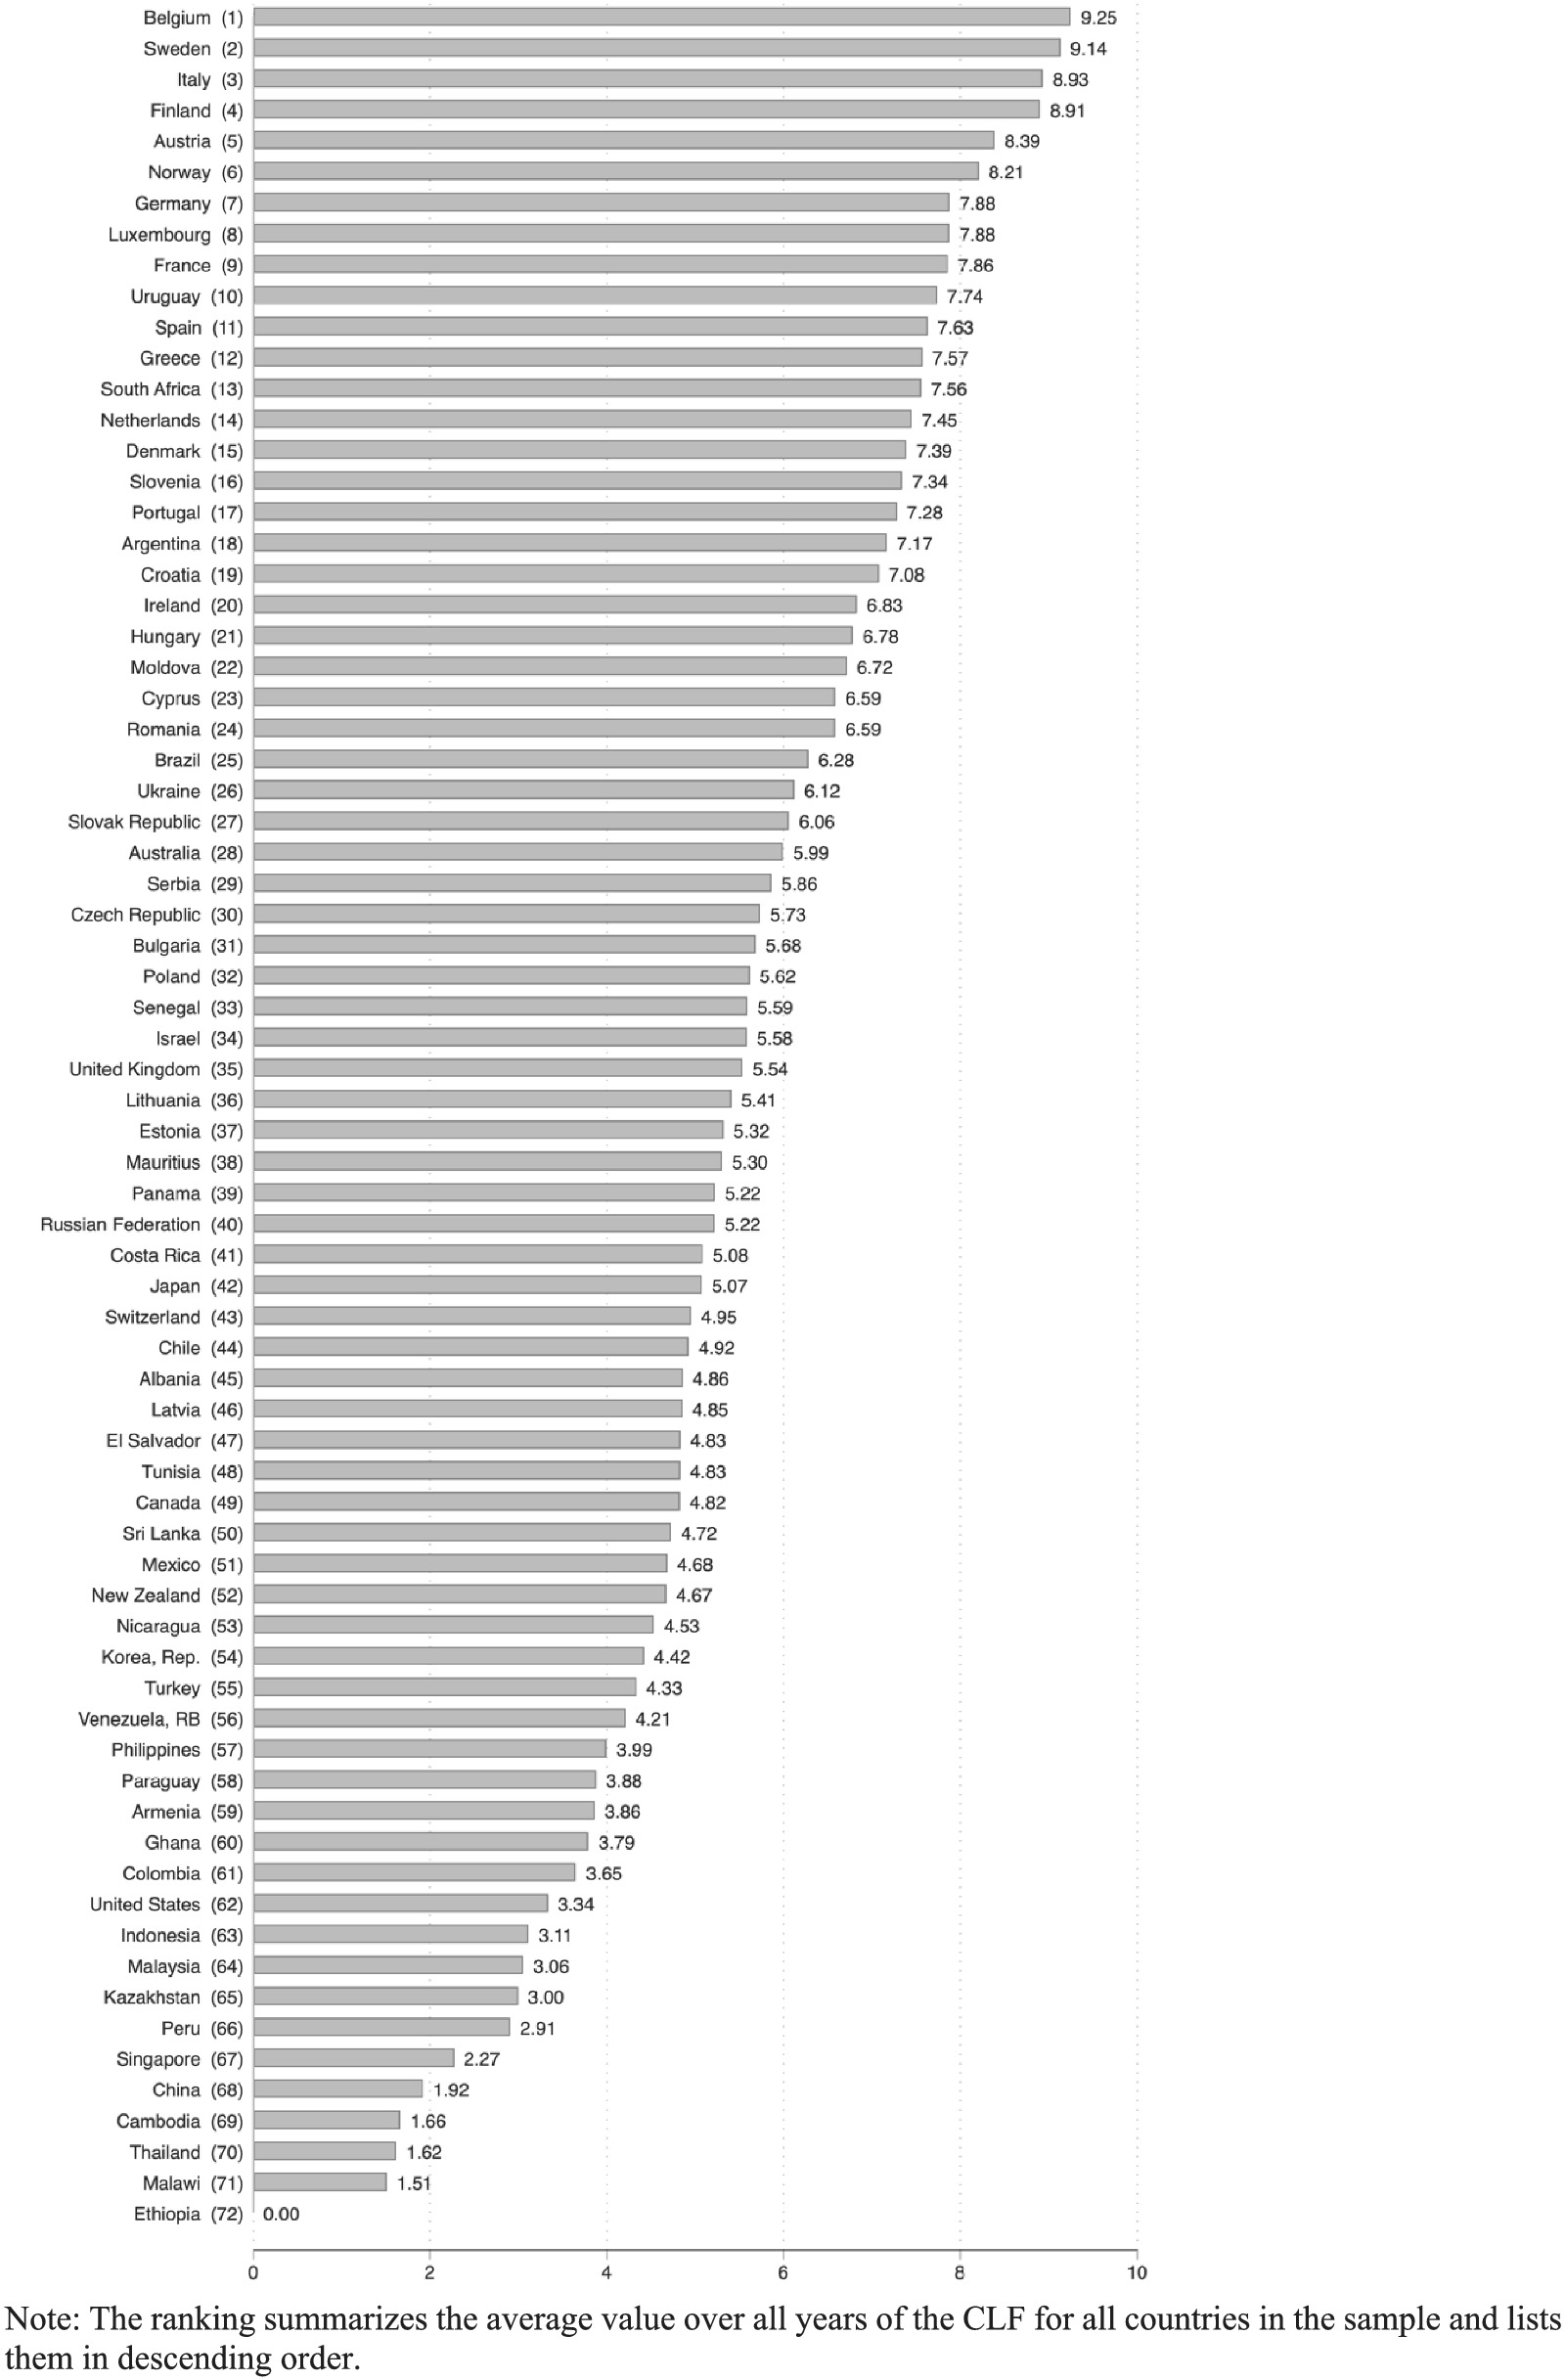 Belgium (1) 9.25
Sweden (2) 9.14
Italy (3) 8.93
Finland (4) 8.91
Austria (5) 8.39
Norway (6) 8.21
Germany (7) 7.88
Luxembourg (8) 7.88
France (9) 7.86
Uruguay (10) 7.74
Spain (11) 7.63
Greece (12) 7.57
South Africa (13) 7.56
Netherlands (14) 7.45
Denmark (15) 7.39
Slovenia (16) 7.34
Portugal (17) 7.28
Argentina (18) 7.17
Croatia (19) 7.08
Ireland (20) 6.83
Hungary (21) 6.78
Moldova (22) 6.72
Cyprus (23) 6.59
Romania (24) 6.59
Brazil (25) 6.28
Ukraine (26) 6.12
Slovak Republic (27) 6.06
Australia (28) 5.99
Serbia (29) 5.86
Czech Republic (30) 5.73
Bulgaria (31) 5.68
Poland (32) 5.62
Senegal (33) 5.59
Israel (34) 5.58
United Kingdom (35) 5.54
Lithuania (36) 5.41
Estonia (37) 5.32
Mauritius (38) 5.30
Panama (39) 5.22
Russian Federation (40) 5.22
Costa Rica (41) 5.08
Japan (42) 5.07
Switzerland (43) 4.95
Chile (44) 4.92
Albania (45) 4.86
Latvia (46) 4.85
El Salvador (47) 4.83
Tunisia (48) 4.83
Canada (49) 4.82
Sri Lanka (50) 4.72
Mexico (51) 4.68
New Zealand (52) 4.67
Nicaragua (53) 4.53
Korea, Rep. (54) 4.42
Turkey (55) 4.33
Venezuela, RB (56) 4.21
Philippines (57) 3.99
Paraguay (58) 3.88
Armenia (59) 3.86
Ghana (60) 3.79
Colombia (61) 3.65
United States (62) 3.34
Indonesia (63) 3.11
Malaysia (64) 3.06
Kazakhstan (65) 3.00
Peru (66) 2.91
Singapore (67) 2.27
China (68) 1.92
Cambodia (69) 1.66
Thailand (70) 1.62
Malawi (71) 1.51
Ethiopia (72) 0.00
0 2 4 6 8 10
Note: The ranking summarizes the average value over all years of the CLF for all countries in the sample and lists
them in descending order.